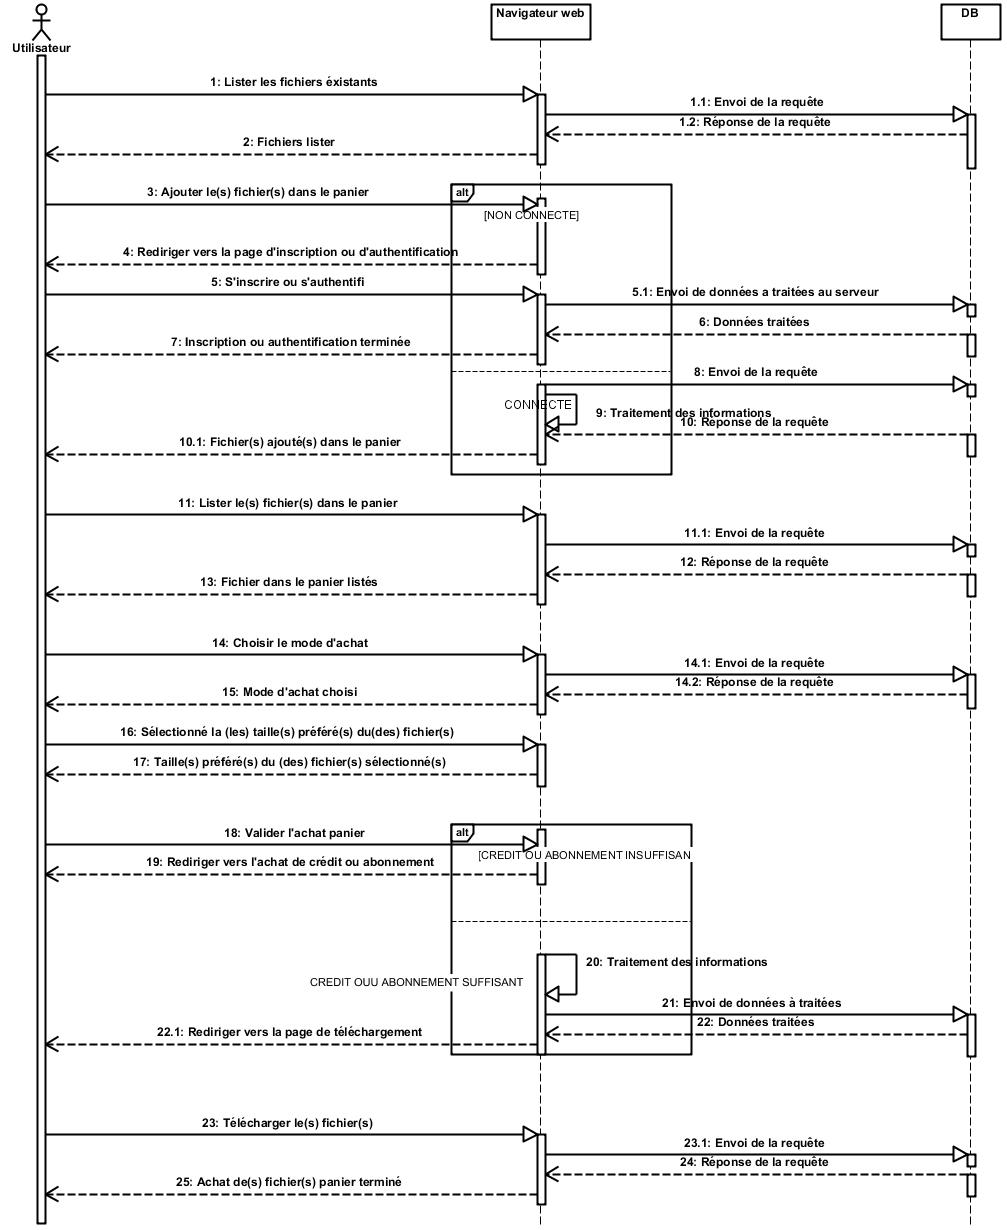 Utilisateur
Navigateur web
DB
1: Lister les fichiers éxistants
1.1: Envoi de la requête
1.2: Réponse de la requête
2: Fichiers lister
alt
3: Ajouter le(s) fichier(s) dans le panier
[NON CONNECTE]
4: Rediriger vers la page d'inscription ou d'authentification
5: S'inscrire ou s'authentifi
5.1: Envoi de données a traitées au serveur
6: Données traitées
7: Inscription ou authentification terminée
8: Envoi de la requête
CONNECTE
9: Traitement des informations
10: Réponse de la requête
10.1: Fichier(s) ajouté(s) dans le panier
11: Lister le(s) fichier(s) dans le panier
11.1: Envoi de la requête
12: Réponse de la requête
13: Fichier dans le panier listés
14: Choisir le mode d'achat
14.1: Envoi de la requête
14.2: Réponse de la requête
15: Mode d'achat choisi
16: Sélectionné la (les) taille(s) préféré(s) du(des) fichier(s)
17: Taille(s) préféré(s) du (des) fichier(s) sélectionné(s)
alt
18: Valider l'achat panier
[CREDIT OU ABONNEMENT INSUFFISAN
19: Rediriger vers l'achat de crédit ou abonnement
20: Traitement des informations
CREDIT OUU ABONNEMENT SUFFISANT
21: Envoi de données à traitées
22: Données traitées
22.1: Rediriger vers la page de téléchargement
23: Télécharger le(s) fichier(s)
23.1: Envoi de la requête
24: Réponse de la requête
25: Achat de(s) fichier(s) panier terminé